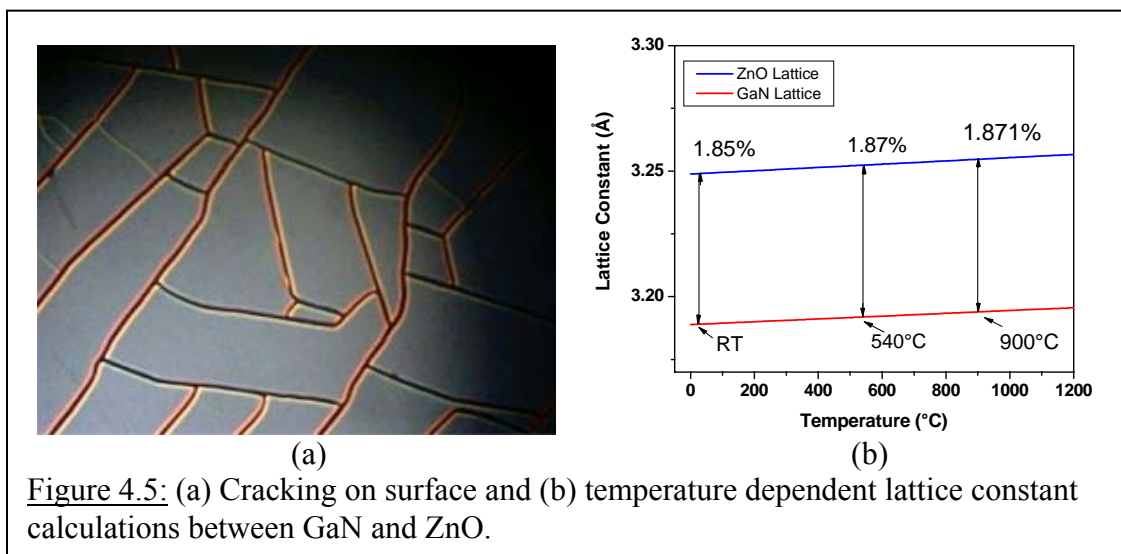 3.30
ZnO Lattice
GaN Lattice
1.85%
1.87%
1.871%
3.25
Lattice Constant (Å)
3.20
RT
540°C
900°C
0
200
400
600
800
1000
1200
Temperature (°C)
(a)
(b)
Figure 4.5: (a) Cracking on surface and (b) temperature dependent lattice constant
calculations between GaN and ZnO.